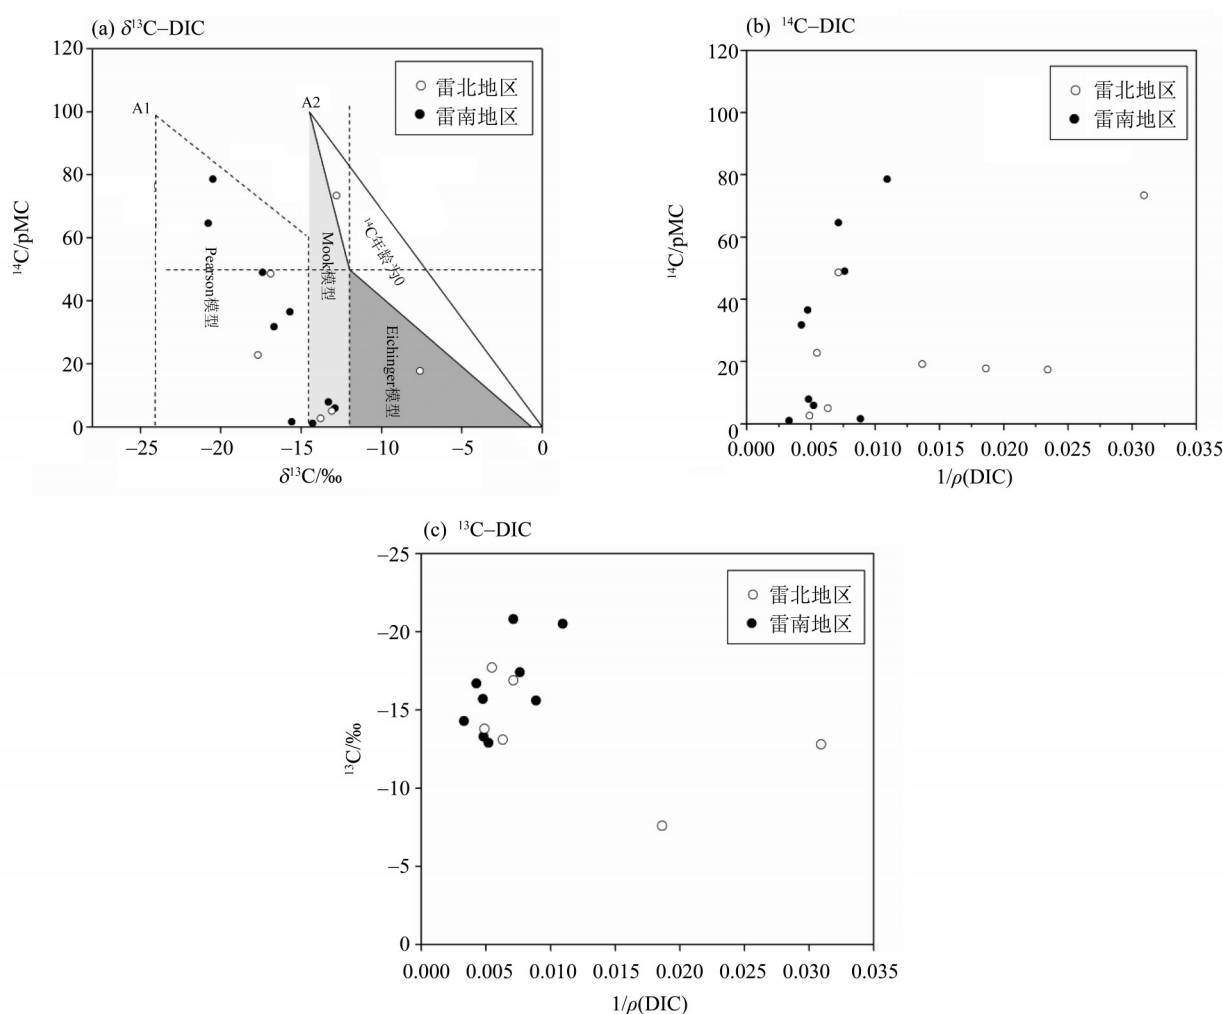 (a) δ¹³C–DIC
120
100
80
60
40
20
0
¹⁴C/pMC
A1
A2
雷北地区
雷南地区
Pearson模型
Mook模型
¹⁴C年龄为0
Eichinger模型
–25 –20 –15 –10 –5 0
δ¹³C/‰
(b) ¹⁴C–DIC
120
100
80
60
40
20
0
¹⁴C/pMC
雷北地区
雷南地区
0.000 0.005 0.010 0.015 0.020 0.025 0.030 0.035
1/ρ(DIC)
(c) ¹³C–DIC
–25
–20
–15
–10
–5
0
¹³C/‰
雷北地区
雷南地区
0.000 0.005 0.010 0.015 0.020 0.025 0.030 0.035
1/ρ(DIC)